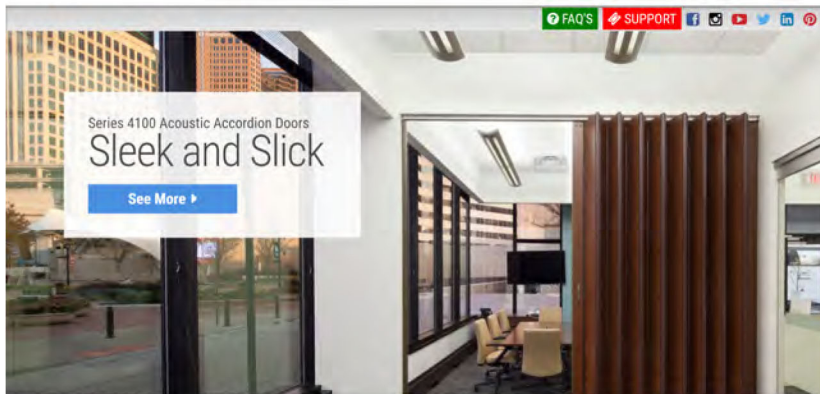 FAQ'S SUPPORT
Series 4100 Acoustic Accordion Doors
Sleek and Slick
See More